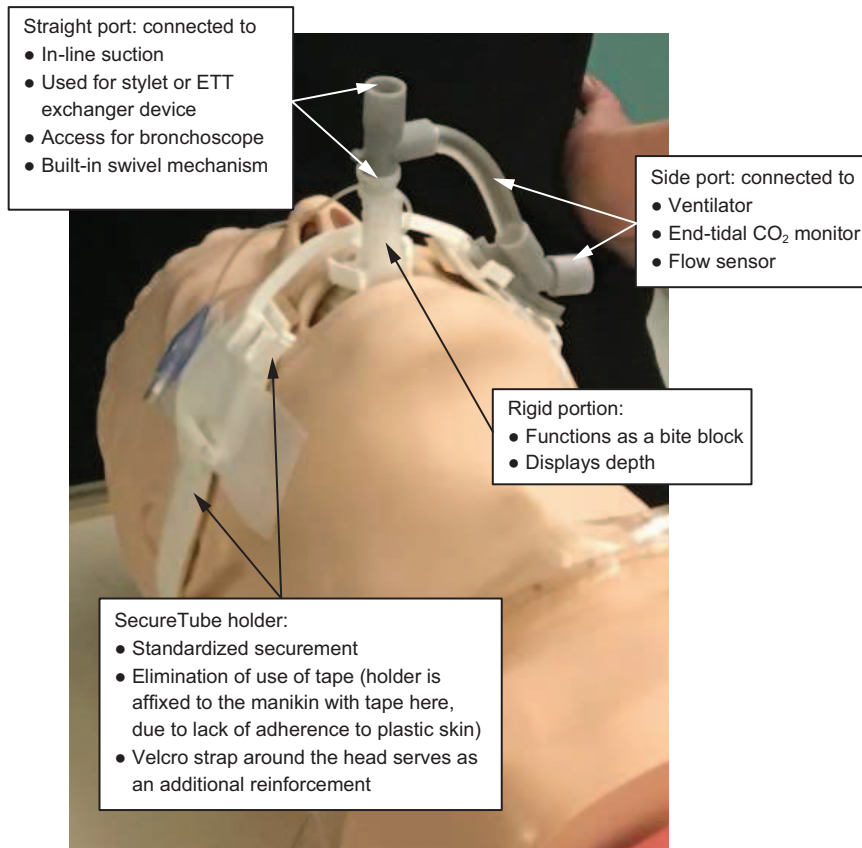 Straight port: connected to
● In-line suction
● Used for stylet or ETT
exchanger device
● Access for bronchoscope
● Built-in swivel mechanism
Side port: connected to
● Ventilator
● End-tidal CO₂ monitor
● Flow sensor
Rigid portion:
● Functions as a bite block
● Displays depth
SecureTube holder:
● Standardized securement
● Elimination of use of tape (holder is
affixed to the manikin with tape here,
due to lack of adherence to plastic skin)
● Velcro strap around the head serves as
an additional reinforcement